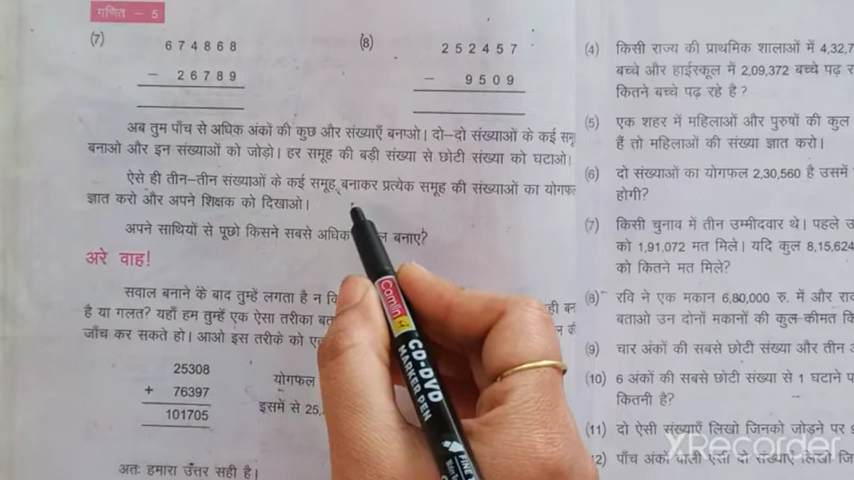 गणित – 5
(7)
674868
– 26789
(8)
252457
– 9509
अब तुम पाँच से अधिक अंकों की कुछ और संख्याएँ बनाओ। दो–दो संख्याओं के कई
बनाओ और इन संख्याओं को जोड़ो। हर समूह की बड़ी संख्या से छोटी संख्या को घटाओ।
ऐसे ही तीन–तीन संख्याओं के कई समूह बनाकर प्रत्येक समूह की संख्याओं का
ज्ञात करो और अपने शिक्षक को दिखाओ।
अपने साथियों से पूछो किसने सबसे अधिक बनाए?
अरे वाह!
सवाल बनाने के बाद तुम्हें लगता है न
है या गलत? यहाँ हम तुम्हें एक ऐसा तरीका
जाँच कर सकते हो। आओ इस तरीके को
25308
+ 76397
101705
योगफल
इसमें से 25,
अतः हमारा उत्तर सही है।
(4) किसी राज्य की प्राथमिक शालाओं में 4,32,7
बच्चे और हाईस्कूल में 2,09,372 बच्चे पढ़
कितने बच्चे पढ़ रहे है?
(5) एक शहर में महिलाओं और पुरुषों की कुल
हैं तो महिलाओं की संख्या ज्ञात करो।
(6) दो संख्याओं का योगफल 2,30,560 है उसमें
होगी?
(7) किसी चुनाव में तीन उम्मीदवार थे। पहले
को 1,91,072 मत मिले। यदि कुल 8,15,624
को कितने मत मिले?
(8) रवि ने एक मकान 6,80,000 रु. में और
बताओ उन दोनों मकानों की कुल कीमत
(9) चार अंकों की सबसे छोटी संख्या और तीन
(10) 6 अंकों की सबसे छोटी संख्या से 1 घटाने
कितनी है?
(11) दो ऐसी संख्याएँ लिखो जिनको जोड़ने पर
पाँच अंकों वाली ऐसी दो संख्याएँ लिखो
Camlin
CD-DVD
MARKER PEN
FINE
XRecorder